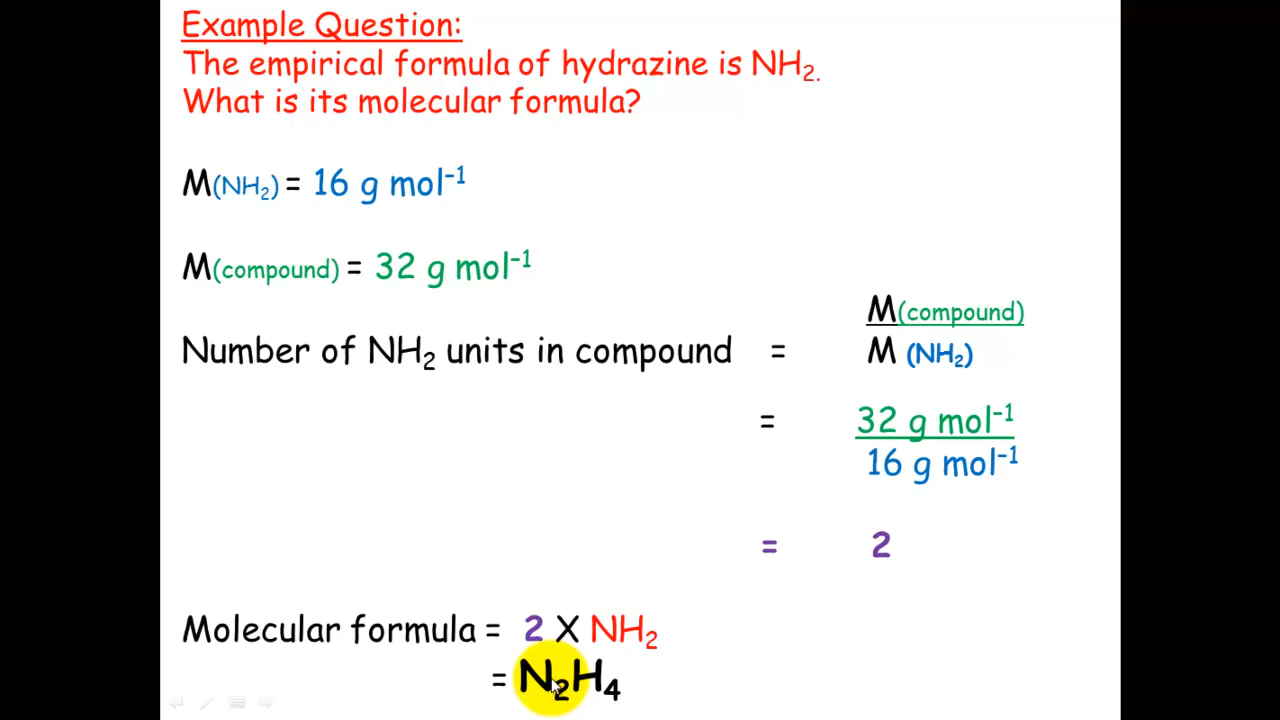 Example Question:
The empirical formula of hydrazine is NH₂.
What is its molecular formula?
M(NH₂) = 16 g mol⁻¹
M(compound) = 32 g mol⁻¹
M(compound)
Number of NH₂ units in compound = M (NH₂)
= 32 g mol⁻¹
16 g mol⁻¹
= 2
Molecular formula = 2 X NH₂
= N₂H₄